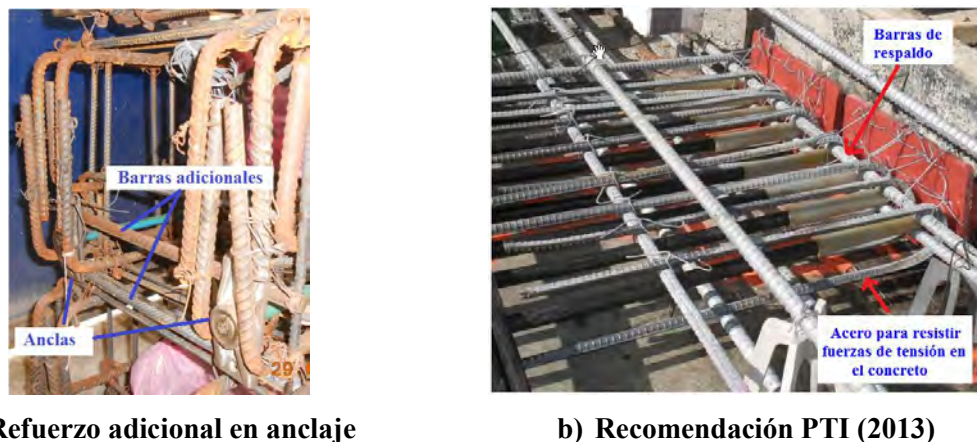 Barras adicionales
Anclas
29
Barras de
respaldo
Acero para resistir
fuerzas de tensión en
el concreto
Refuerzo adicional en anclaje
b) Recomendación PTI (2013)